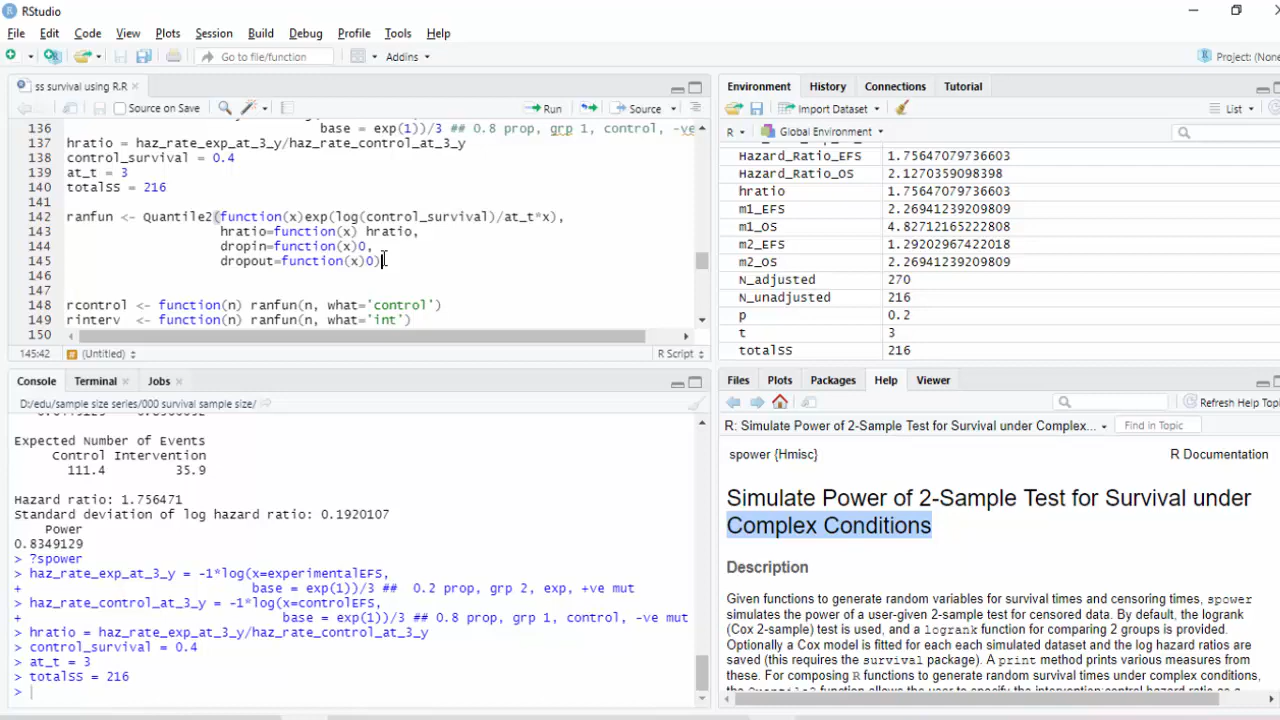 RStudio
File Edit Code View Plots Session Build Debug Profile Tools Help
Go to file/function Addins Project: (None
ss survival using R.R
Source on Save Run Source
136 base = exp(1))/3 ## 0.8 prop, grp 1, control, -ve
137 hratio = haz_rate_exp_at_3_y/haz_rate_control_at_3_y
138 control_survival = 0.4
139 at_t = 3
140 totalSS = 216
141
142 ranfun <- Quantile2(function(x)exp(log(control_survival)/at_t*x),
143 hratio=function(x) hratio,
144 dropin=function(x)0,
145 dropout=function(x)0)
146
147
148 rcontrol <- function(n) ranfun(n, what='control')
149 rinterv <- function(n) ranfun(n, what='int')
150
145:42 (Untitled) R Script
Console Terminal Jobs
D:/edu/sample size series/000 survival sample size/
Expected Number of Events
Control Intervention
111.4 35.9
Hazard ratio: 1.756471
Standard deviation of log hazard ratio: 0.1920107
Power
0.8349129
> ?spower
> haz_rate_exp_at_3_y = -1*log(x=experimentalEFS,
+ base = exp(1))/3 ## 0.2 prop, grp 2, exp, +ve mut
> haz_rate_control_at_3_y = -1*log(x=controlEFS,
+ base = exp(1))/3 ## 0.8 prop, grp 1, control, -ve mut
> hratio = haz_rate_exp_at_3_y/haz_rate_control_at_3_y
> control_survival = 0.4
> at_t = 3
> totalSS = 216
>
Environment History Connections Tutorial
Import Dataset List
R Global Environment
Hazard_Ratio_EFS 1.75647079736603
Hazard_Ratio_OS 2.1270359098398
hratio 1.75647079736603
m1_EFS 2.26941239209809
m1_OS 4.82712165222808
m2_EFS 1.29202967422018
m2_OS 2.26941239209809
N_adjusted 270
N_unadjusted 216
p 0.2
t 3
totalSS 216
Files Plots Packages Help Viewer
Refresh Help Topi
R: Simulate Power of 2-Sample Test for Survival under Complex... Find in Topic
spower {Hmisc} R Documentation
Simulate Power of 2-Sample Test for Survival under
Complex Conditions
Description
Given functions to generate random variables for survival times and censoring times, spower
simulates the power of a user-given 2-sample test for censored data. By default, the logrank
(Cox 2-sample) test is used, and a logrank function for comparing 2 groups is provided.
Optionally a Cox model is fitted for each each simulated dataset and the log hazard ratios are
saved (this requires the survival package). A print method prints various measures from
these. For composing R functions to generate random survival times under complex conditions,
the Quantile2 function allows the user to specify the intervention:control hazard ratio as a